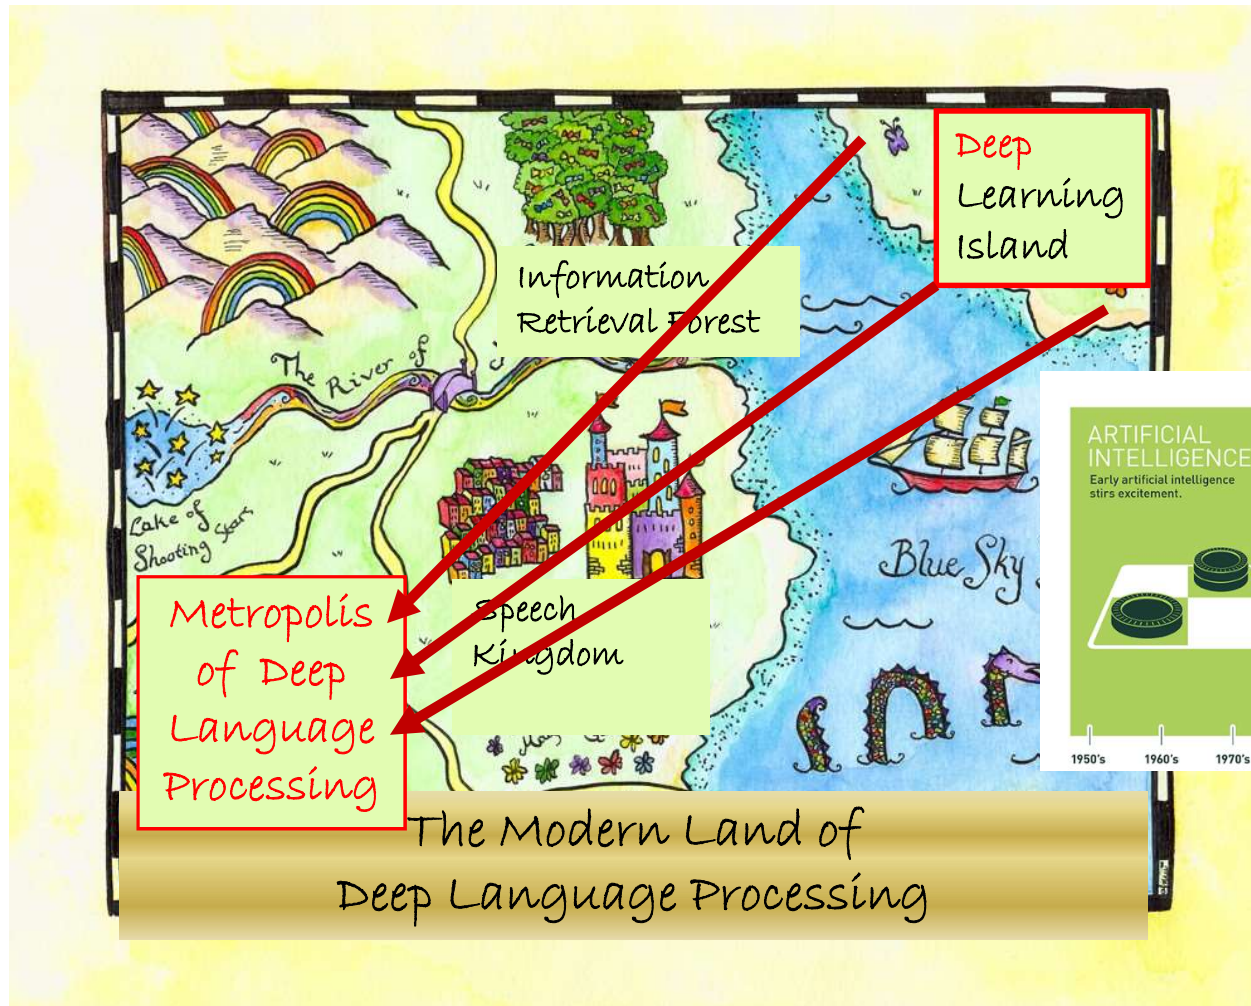 Deep
Learning
Island
Information
Retrieval Forest
The River of
ARTIFICIAL
INTELLIGENCE
Early artificial intelligence
stirs excitement.
Lake of
Shooting Stars
Blue Sky
Metropolis
of Deep
Language
Processing
Speech
Kingdom
1950's 1960's 1970's
The Modern Land of
Deep Language Processing